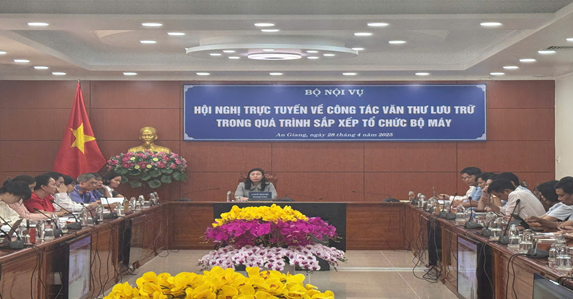 BỘ NỘI VỤ
HỘI NGHỊ TRỰC TUYẾN VỀ CÔNG TÁC VĂN THƯ LƯU TRỮ
TRONG QUÁ TRÌNH SẮP XẾP TỔ CHỨC BỘ MÁY
An Giang, ngày 28 tháng 4 năm 2025